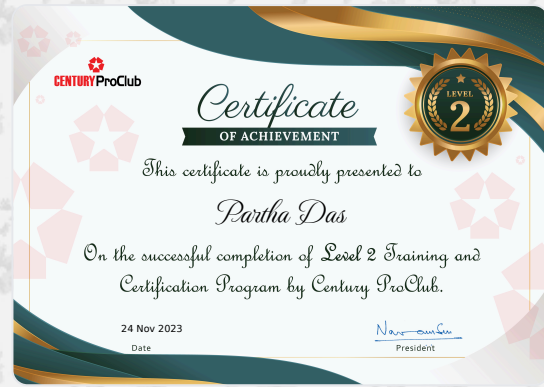 CENTURYProClub
Certificate
OF ACHIEVEMENT
LEVEL
2
This certificate is proudly presented to
Partha Das
On the successful completion of Level 2 Training and
Certification Program by Century ProClub.
24 Nov 2023
Date
President